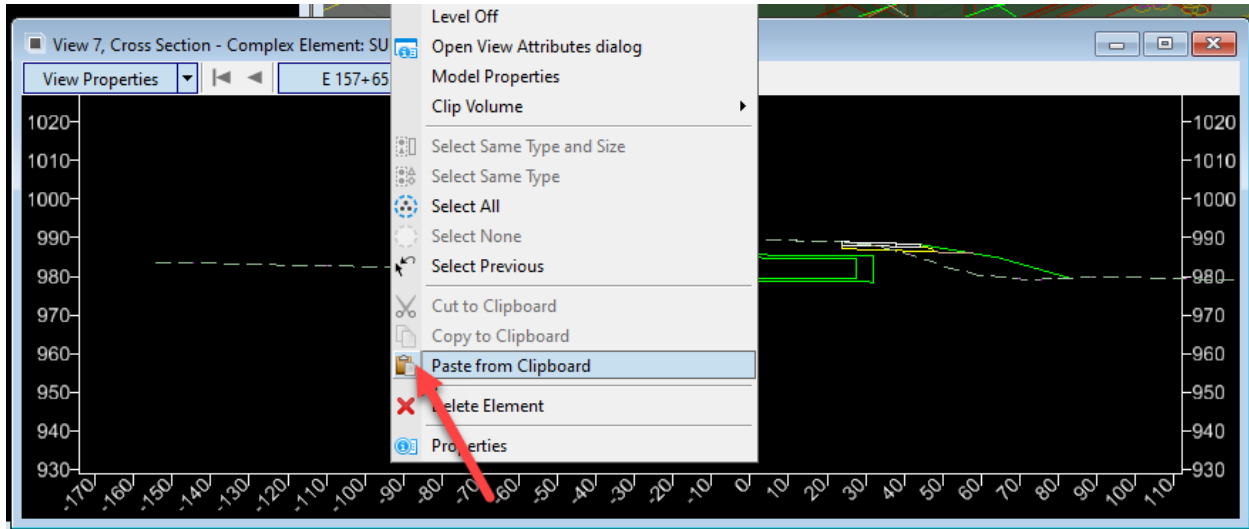 Level Off
View 7, Cross Section - Complex Element: SU
Open View Attributes dialog
View Properties
E 157+65
Model Properties
Clip Volume
1020
1020
Select Same Type and Size
1010
1010
Select Same Type
1000
Select All
1000
990
Select None
990
980
Select Previous
980
970
Cut to Clipboard
970
Copy to Clipboard
960
Paste from Clipboard
960
950
950
Delete Element
940
940
Properties
930
930
-170 -160 -150 -140 -130 -120 -110 -100 -90 -80 -70 -60 -50 -40 -30 -20 -10 0 10 20 30 40 50 60 70 80 90 100 110